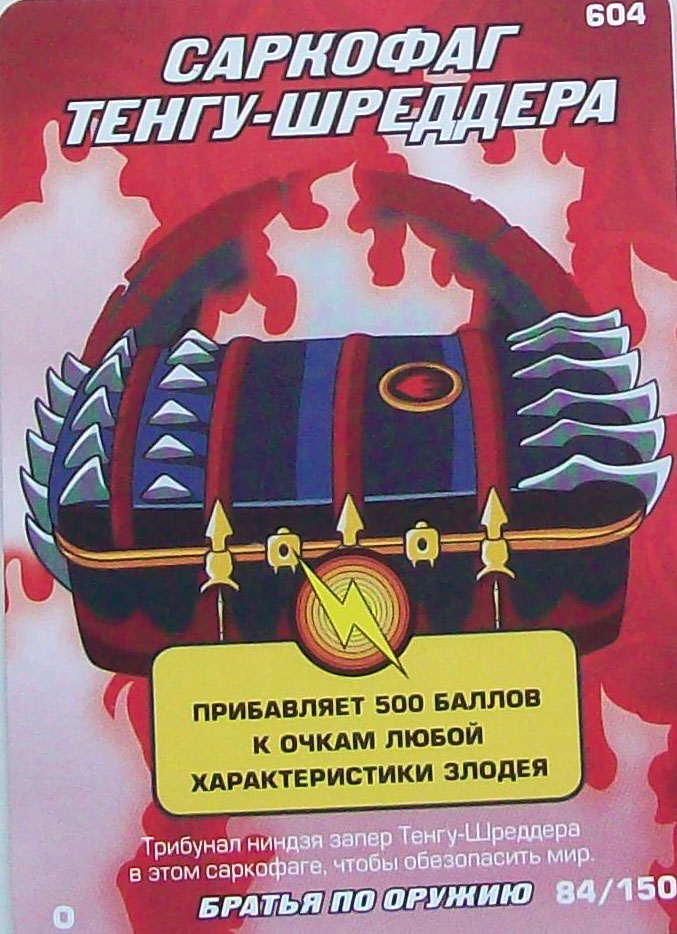 604
САРКОФАГ
ТЕНГУ-ШРЕДДЕРА
ПРИБАВЛЯЕТ 500 БАЛЛОВ
К ОЧКАМ ЛЮБОЙ
ХАРАКТЕРИСТИКИ ЗЛОДЕЯ
Трибунал ниндзя запер Тенгу-Шреддера
в этом саркофаге, чтобы обезопасить мир.
О БРАТЬЯ ПО ОРУЖИЮ 84/150